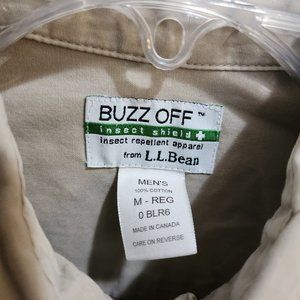 BUZZ OFF™
insect shield
insect repellent apparel
from L.L.Bean
MEN'S
100% COTTON
M - REG
0 BLR6
MADE IN CANADA
CARE ON REVERSE